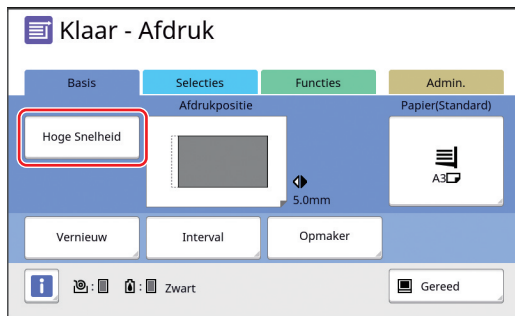 Klaar - Afdruk
Basis
Selecties
Functies
Admin.
Afdrukpositie
Papier(Standard)
Hoge Snelheid
A3
5.0mm
Vernieuw
Interval
Opmaker
i
: : Zwart
Gereed